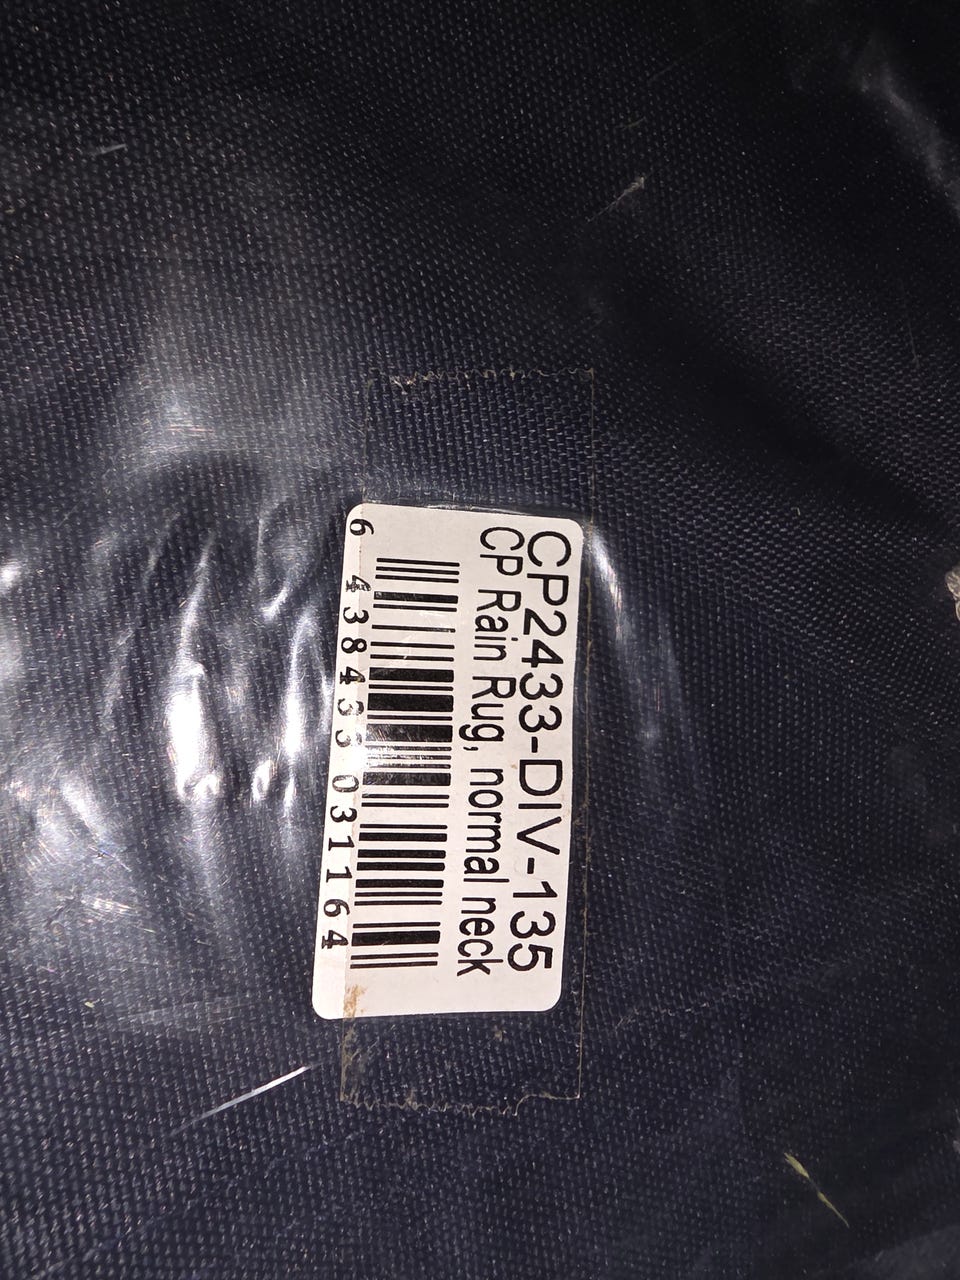 CP2433-DIV-135
CP Rain Rug, normal neck
6 438433 031164